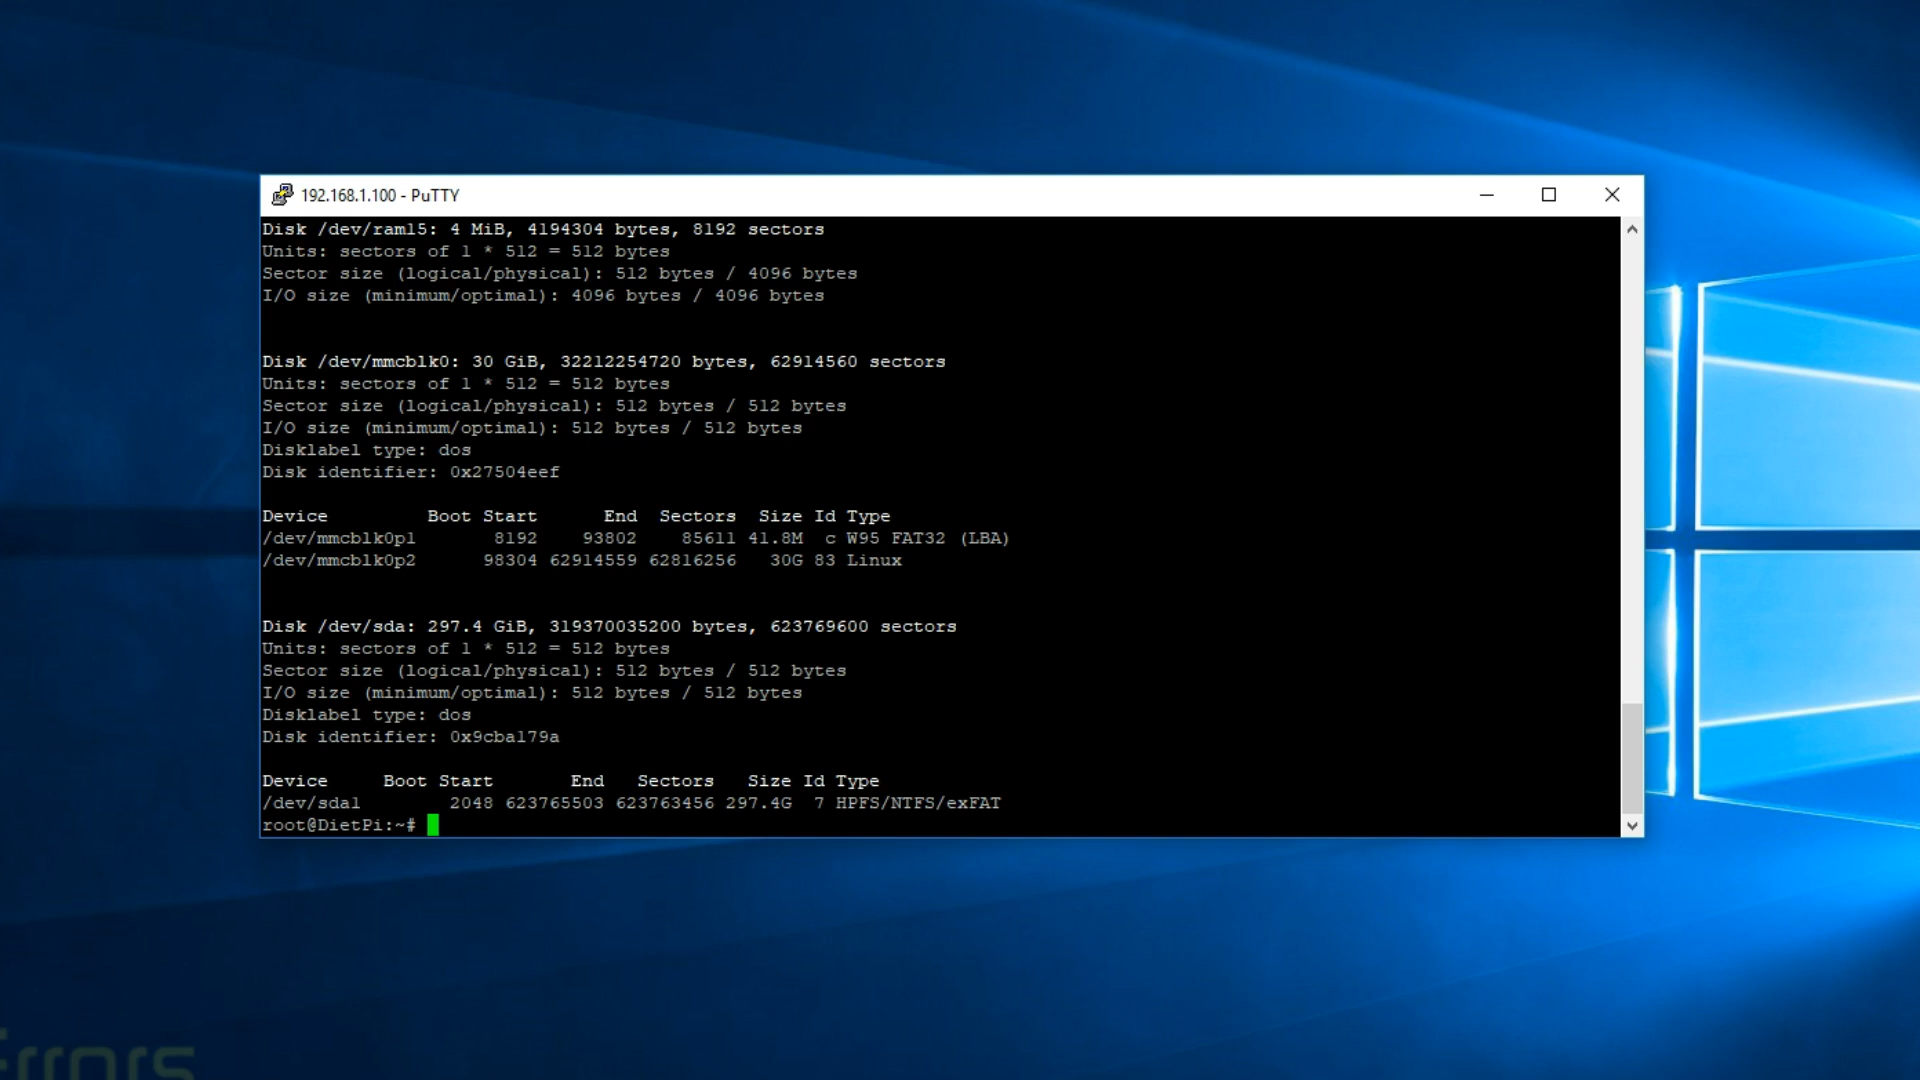 192.168.1.100 - PuTTY
Disk /dev/ram15: 4 MiB, 4194304 bytes, 8192 sectors
Units: sectors of 1 * 512 = 512 bytes
Sector size (logical/physical): 512 bytes / 4096 bytes
I/O size (minimum/optimal): 4096 bytes / 4096 bytes
Disk /dev/mmcblk0: 30 GiB, 32212254720 bytes, 62914560 sectors
Units: sectors of 1 * 512 = 512 bytes
Sector size (logical/physical): 512 bytes / 512 bytes
I/O size (minimum/optimal): 512 bytes / 512 bytes
Disklabel type: dos
Disk identifier: 0x27504eef
Device Boot Start End Sectors Size Id Type
/dev/mmcblk0p1 8192 93802 85611 41.8M c W95 FAT32 (LBA)
/dev/mmcblk0p2 98304 62914559 62816256 30G 83 Linux
Disk /dev/sda: 297.4 GiB, 319370035200 bytes, 623769600 sectors
Units: sectors of 1 * 512 = 512 bytes
Sector size (logical/physical): 512 bytes / 512 bytes
I/O size (minimum/optimal): 512 bytes / 512 bytes
Disklabel type: dos
Disk identifier: 0x9cba179a
Device Boot Start End Sectors Size Id Type
/dev/sda1 2048 623765503 623763456 297.4G 7 HPFS/NTFS/exFAT
root@DietPi:~#
Errors